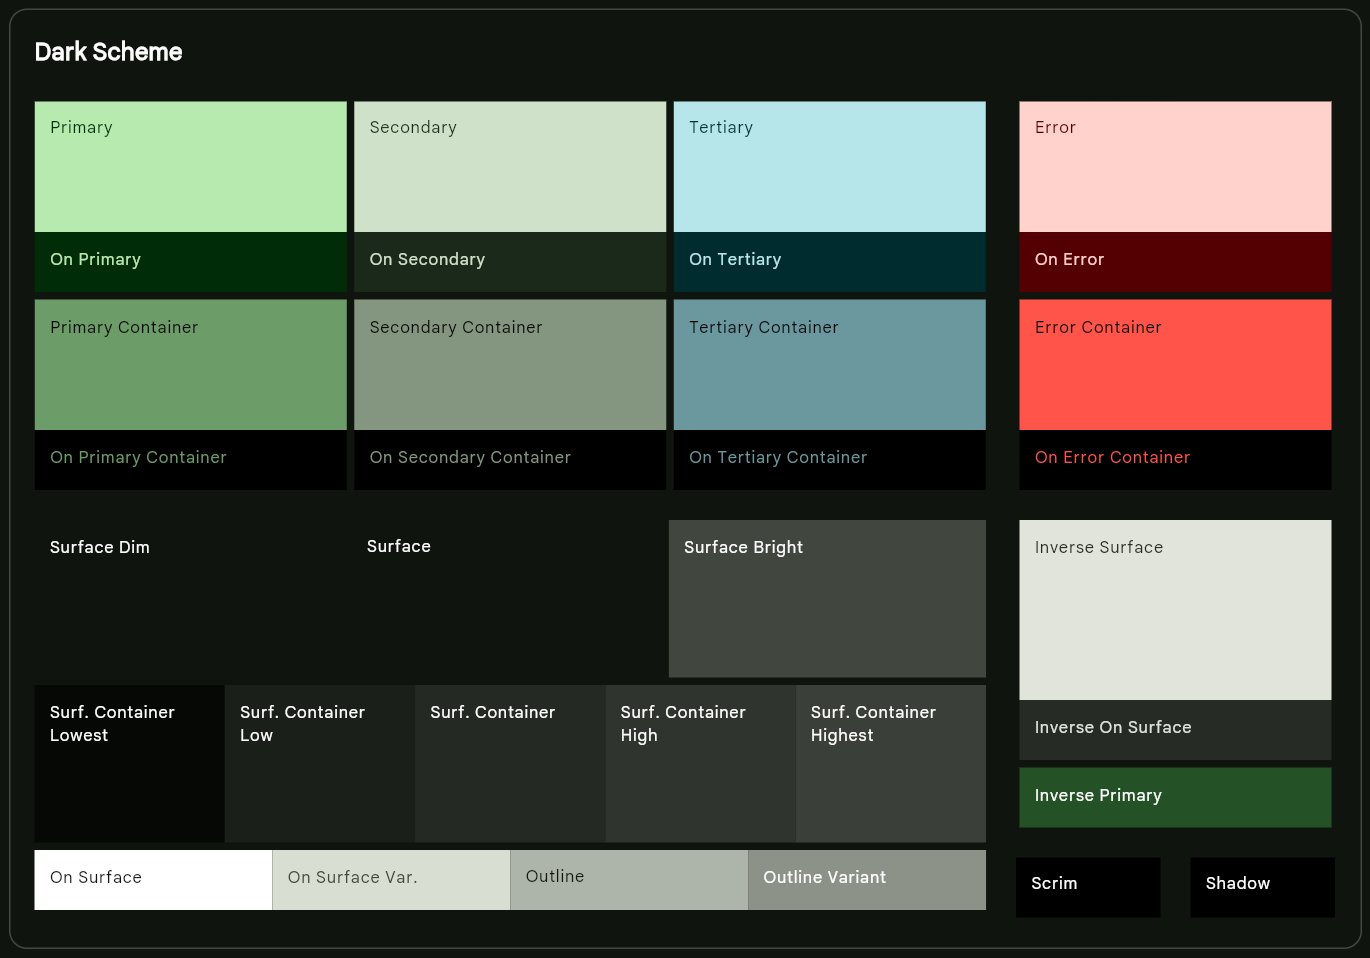 Dark Scheme
Primary
Secondary
Tertiary
Error
On Primary
On Secondary
On Tertiary
On Error
Primary Container
Secondary Container
Tertiary Container
Error Container
On Primary Container
On Secondary Container
On Tertiary Container
On Error Container
Surface Dim
Surface
Surface Bright
Inverse Surface
Surf. Container
Lowest
Surf. Container
Low
Surf. Container
Surf. Container
High
Surf. Container
Highest
Inverse On Surface
Inverse Primary
On Surface
On Surface Var.
Outline
Outline Variant
Scrim
Shadow